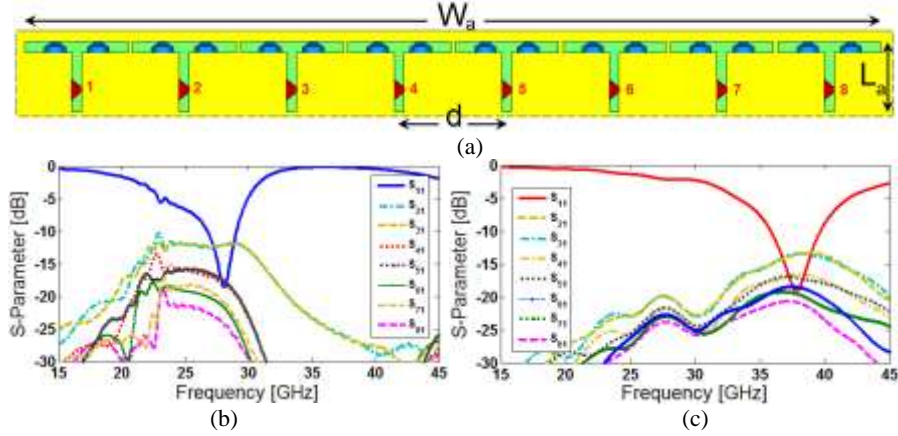 Wₐ
1 2 3 4 5 6 7 8
Lₐ
d
(a)
S-Parameter [dB]
0
-5
-10
-15
-20
-25
-30
15 20 25 30 35 40 45
Frequency [GHz]
S₁₁
S₂₁
S₃₁
S₄₁
S₅₁
S₆₁
S₇₁
S₈₁
(b)
S-Parameter [dB]
0
-5
-10
-15
-20
-25
-30
15 20 25 30 35 40 45
Frequency [GHz]
S₁₁
S₂₁
S₃₁
S₄₁
S₅₁
S₆₁
S₇₁
S₈₁
(c)